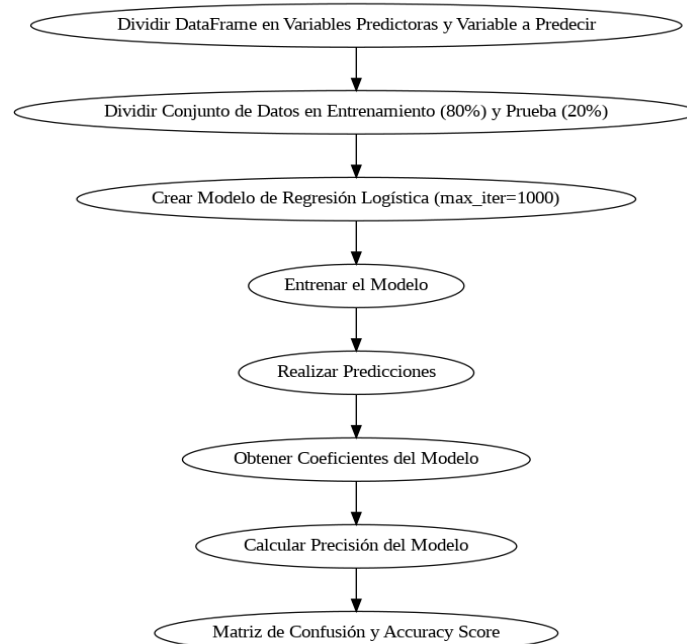 Dividir DataFrame en Variables Predictoras y Variable a Predecir
Dividir Conjunto de Datos en Entrenamiento (80%) y Prueba (20%)
Crear Modelo de Regresión Logística (max_iter=1000)
Entrenar el Modelo
Realizar Predicciones
Obtener Coeficientes del Modelo
Calcular Precisión del Modelo
Matriz de Confusión y Accuracy Score